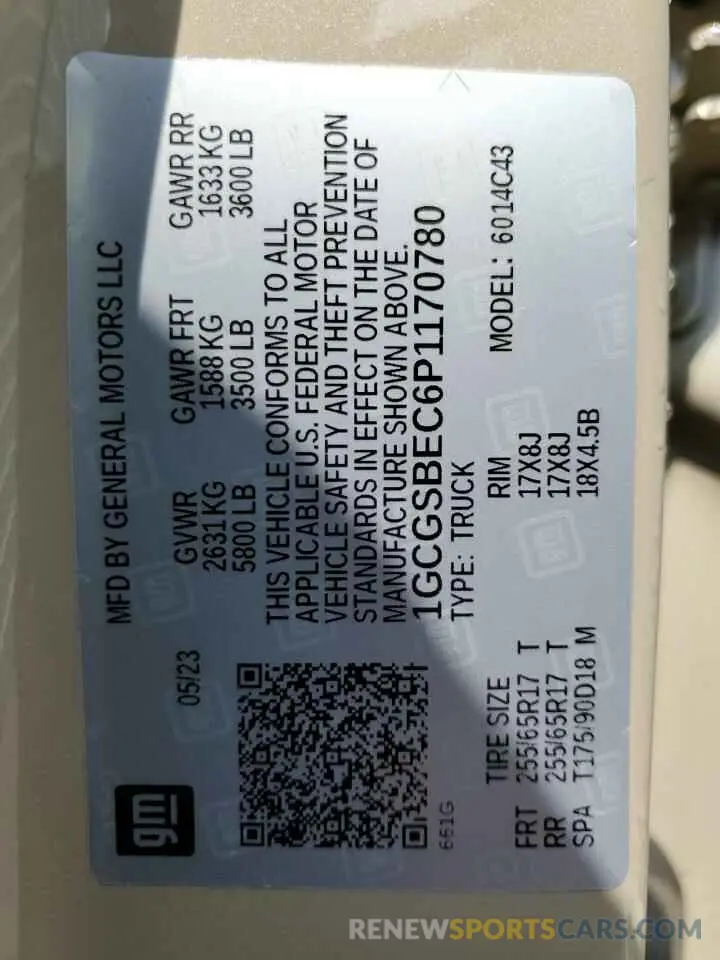 gm
MFD BY GENERAL MOTORS LLC
05/23
GVWR GAWR FRT GAWR RR
2631 KG 1588 KG 1633 KG
5800 LB 3500 LB 3600 LB
THIS VEHICLE CONFORMS TO ALL
APPLICABLE U.S. FEDERAL MOTOR
VEHICLE SAFETY AND THEFT PREVENTION
STANDARDS IN EFFECT ON THE DATE OF
MANUFACTURE SHOWN ABOVE.
1GCGSBEC6P1170780
661G
TYPE: TRUCK MODEL: 6014C43
TIRE SIZE RIM
FRT 255/65R17 T 17X8J
RR 255/65R17 T 17X8J
SPA T175/90D18 M 18X4.5B
RENEWSPORTSCARS.COM